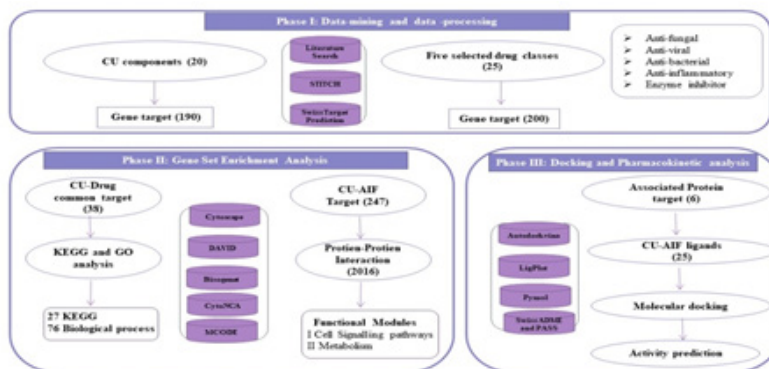 Phase I: Data-mining and data -processing
CU components (20)
Gene target (190)
Literature
Search
STITCH
SwissTarget
Prediction
Five selected drug classes
(25)
Gene target (200)
Anti-fungal
Anti-viral
Anti-bacterial
Anti-inflammatory
Enzyme inhibitor
Phase II: Gene Set Enrichment Analysis
CU-Drug
common target
(38)
KEGG and GO
analysis
27 KEGG
76 Biological process
Cytoscape
DAVID
Bisogenet
CytoNCA
MCODE
CU-AIF
Target (247)
Protien-Protien
Interaction
(2016)
Functional Modules
I Cell Signalling pathways
II Metabolism
Phase III: Docking and Pharmacokinetic analysis
Autodockvina
LigPlot
Pymol
SwissADME
and PASS
Associated Protein
target (6)
CU-AIF ligands
(25)
Molecular docking
Activity prediction